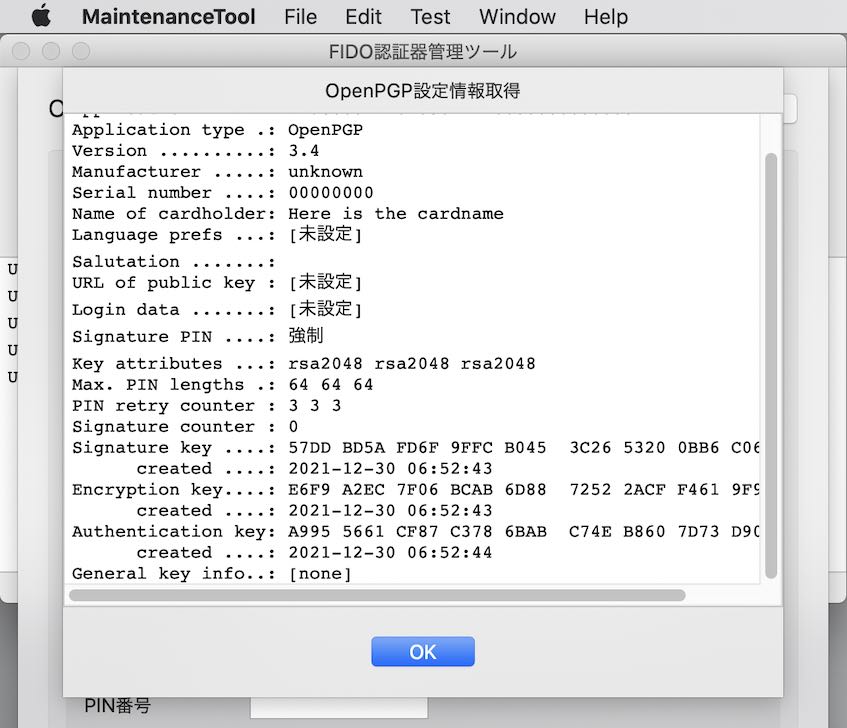 MaintenanceTool File Edit Test Window Help
FIDO認証器管理ツール
OpenPGP設定情報取得
Application type .: OpenPGP
Version ..........: 3.4
Manufacturer .....: unknown
Serial number ....: 00000000
Name of cardholder: Here is the cardname
Language prefs ...: [未設定]
Salutation .......:
URL of public key : [未設定]
Login data .......: [未設定]
Signature PIN ....: 強制
Key attributes ...: rsa2048 rsa2048 rsa2048
Max. PIN lengths .: 64 64 64
PIN retry counter : 3 3 3
Signature counter : 0
Signature key ....: 57DD BD5A FD6F 9FFC B045  3C26 5320 0BB6 C06
created ....: 2021-12-30 06:52:43
Encryption key....: E6F9 A2EC 7F06 BCAB 6D88  7252 2ACF F461 9F9
created ....: 2021-12-30 06:52:43
Authentication key: A995 5661 CF87 C378 6BAB  C74E B860 7D73 D90
created ....: 2021-12-30 06:52:44
General key info..: [none]
OK
PIN番号